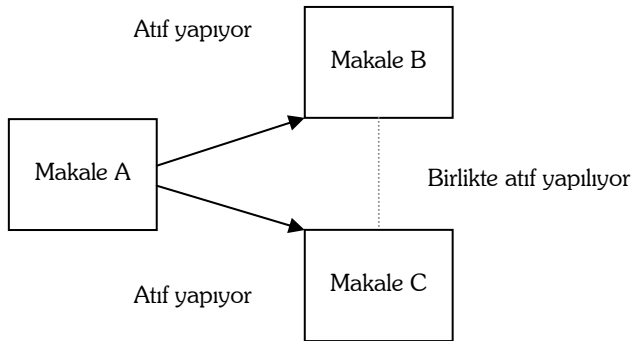 Atıf yapıyor
Makale B
Makale A
Birlikte atıf yapılıyor
Atıf yapıyor
Makale C